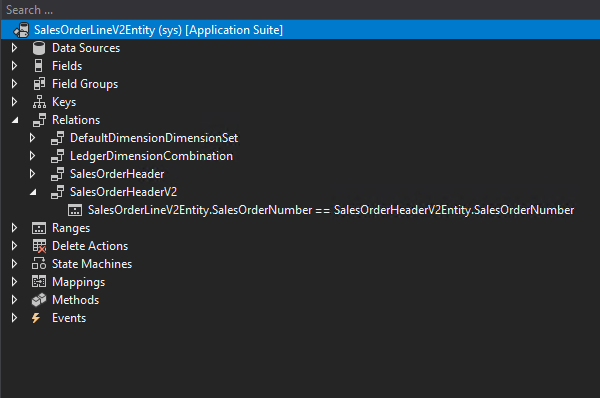 Search ...
SalesOrderLineV2Entity (sys) [Application Suite]
Data Sources
Fields
Field Groups
Keys
Relations
DefaultDimensionDimensionSet
LedgerDimensionCombination
SalesOrderHeader
SalesOrderHeaderV2
SalesOrderLineV2Entity.SalesOrderNumber == SalesOrderHeaderV2Entity.SalesOrderNumber
Ranges
Delete Actions
State Machines
Mappings
Methods
Events